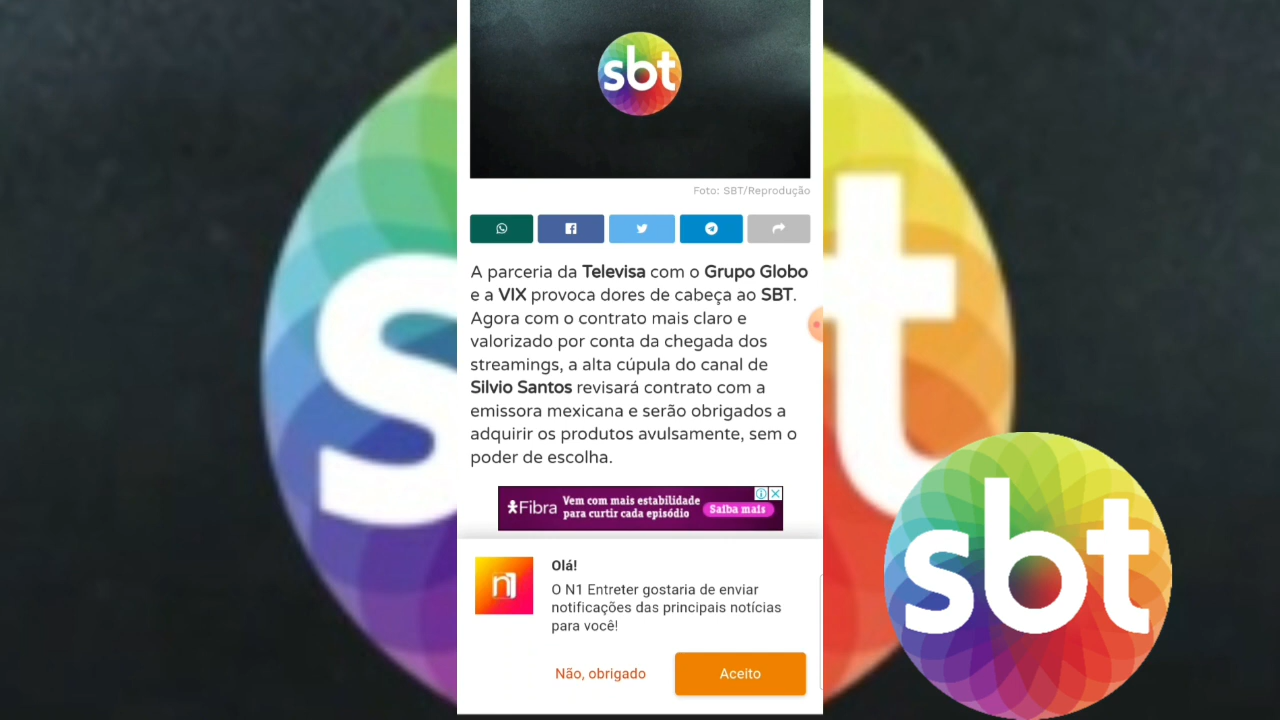 sbt
Foto: SBT/Reprodução
A parceria da Televisa com o Grupo Globo
e a VIX provoca dores de cabeça ao SBT.
Agora com o contrato mais claro e
valorizado por conta da chegada dos
streamings, a alta cúpula do canal de
Silvio Santos revisará contrato com a
emissora mexicana e serão obrigados a
adquirir os produtos avulsamente, sem o
poder de escolha.
Fibra
Vem com mais estabilidade
para curtir cada episódio
Saiba mais
n1
Olá!
O N1 Entreter gostaria de enviar
notificações das principais notícias
para você!
Não, obrigado
Aceito
s
t
sbt